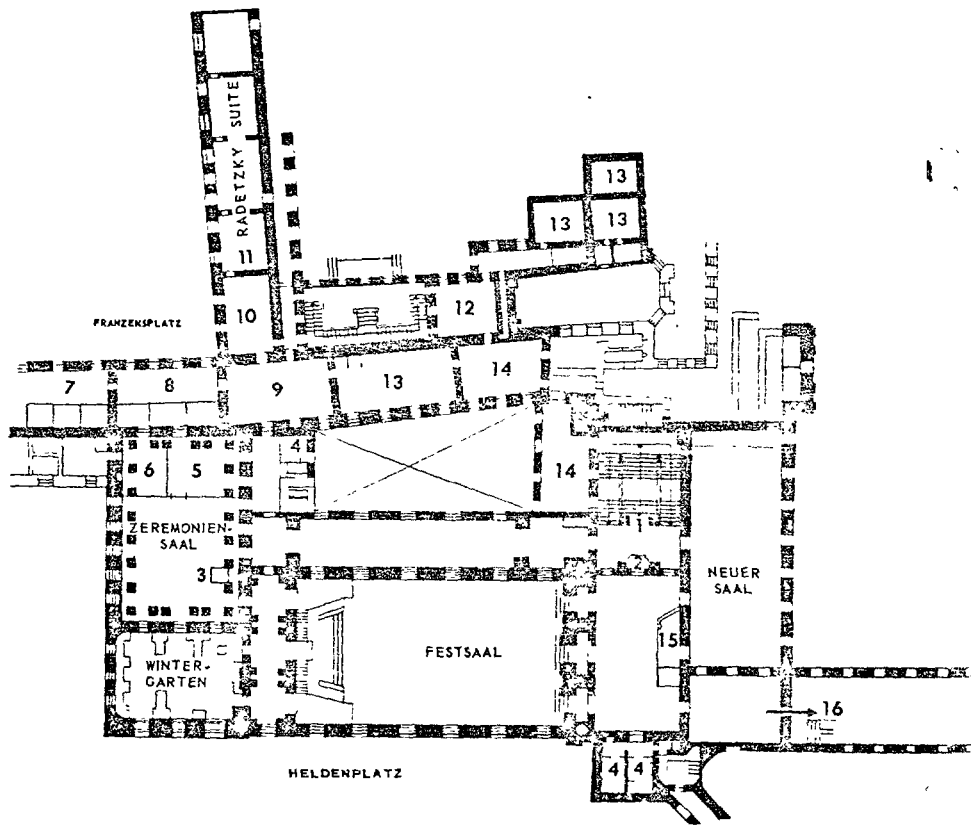 RADETZKY SUITE
13
13
13
11
10
12
FRANZENSPLATZ
7
8
9
13
14
4
6
5
14
ZEREMONIEN-
SAAL
1
2
3
NEUER
SAAL
15
FESTSAAL
WINTER-
GARTEN
16
4
4
HELDENPLATZ